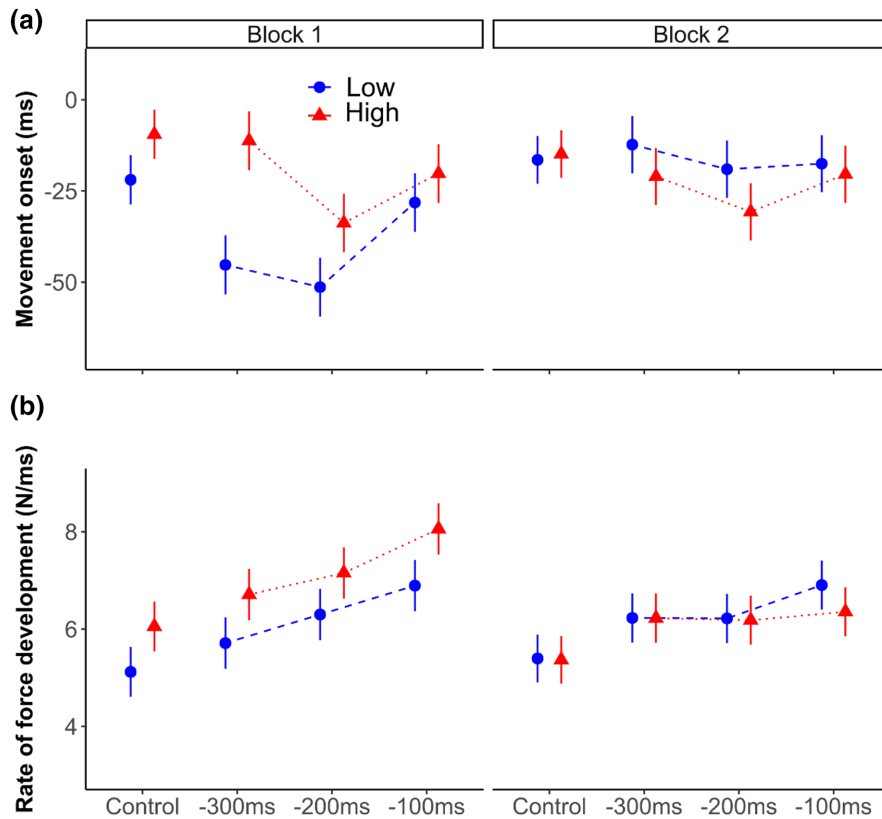 (a)
Block 1
Block 2
Movement onset (ms)
0
-25
-50
Low
High
(b)
Rate of force development (N/ms)
8
6
4
Control -300ms -200ms -100ms
Control -300ms -200ms -100ms